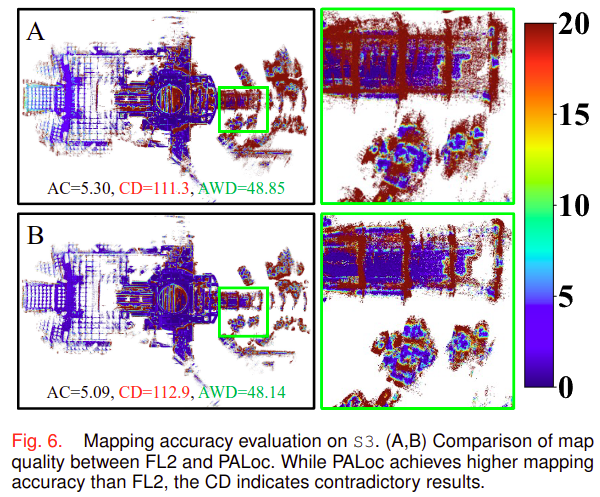 A
AC=5.30, CD=111.3, AWD=48.85
B
AC=5.09, CD=112.9, AWD=48.14
20
15
10
5
0
Fig. 6. Mapping accuracy evaluation on S3. (A,B) Comparison of map
quality between FL2 and PALoc. While PALoc achieves higher mapping
accuracy than FL2, the CD indicates contradictory results.